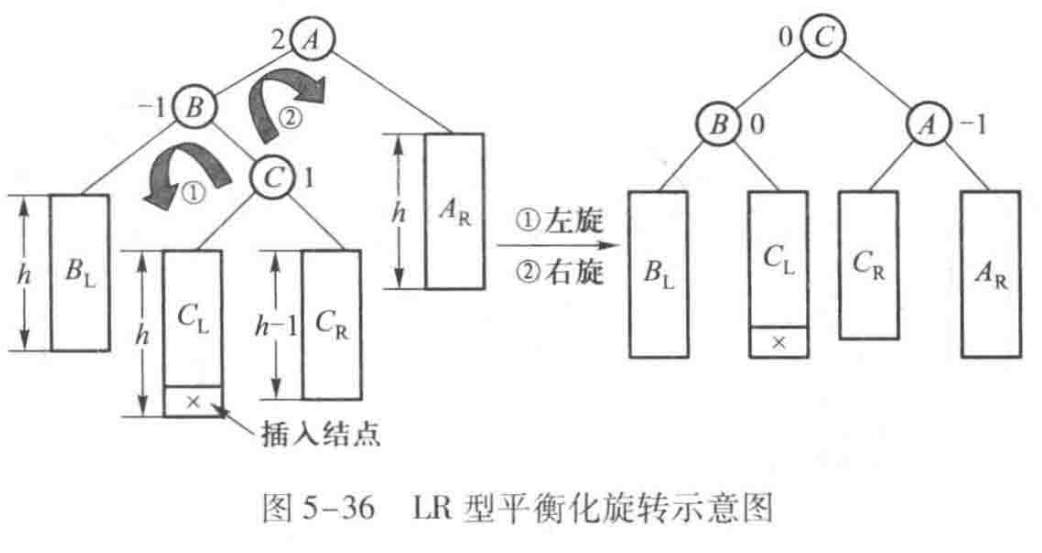 2 A
-1 B
②
①
C 1
h
B_L
h
C_L
×
h-1
C_R
h
A_R
插入结点
①左旋
②右旋
0 C
B 0
A -1
B_L
C_L
×
C_R
A_R
图 5-36 LR 型平衡化旋转示意图